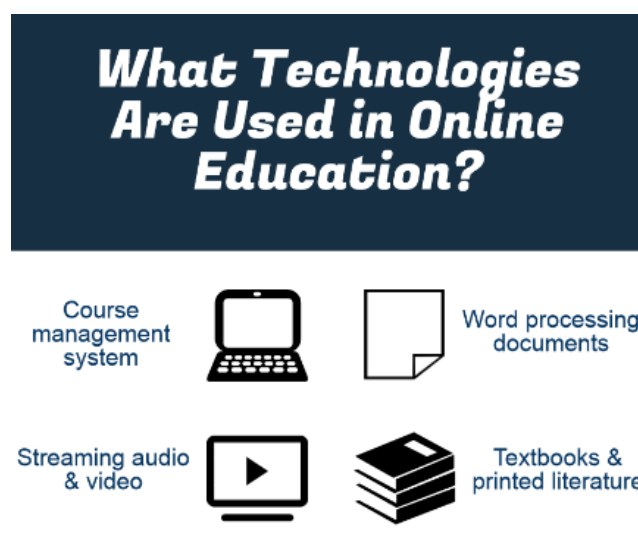 What Technologies
Are Used in Online
Education?
Course
management
system
Word processing
documents
Streaming audio
& video
Textbooks &
printed literature